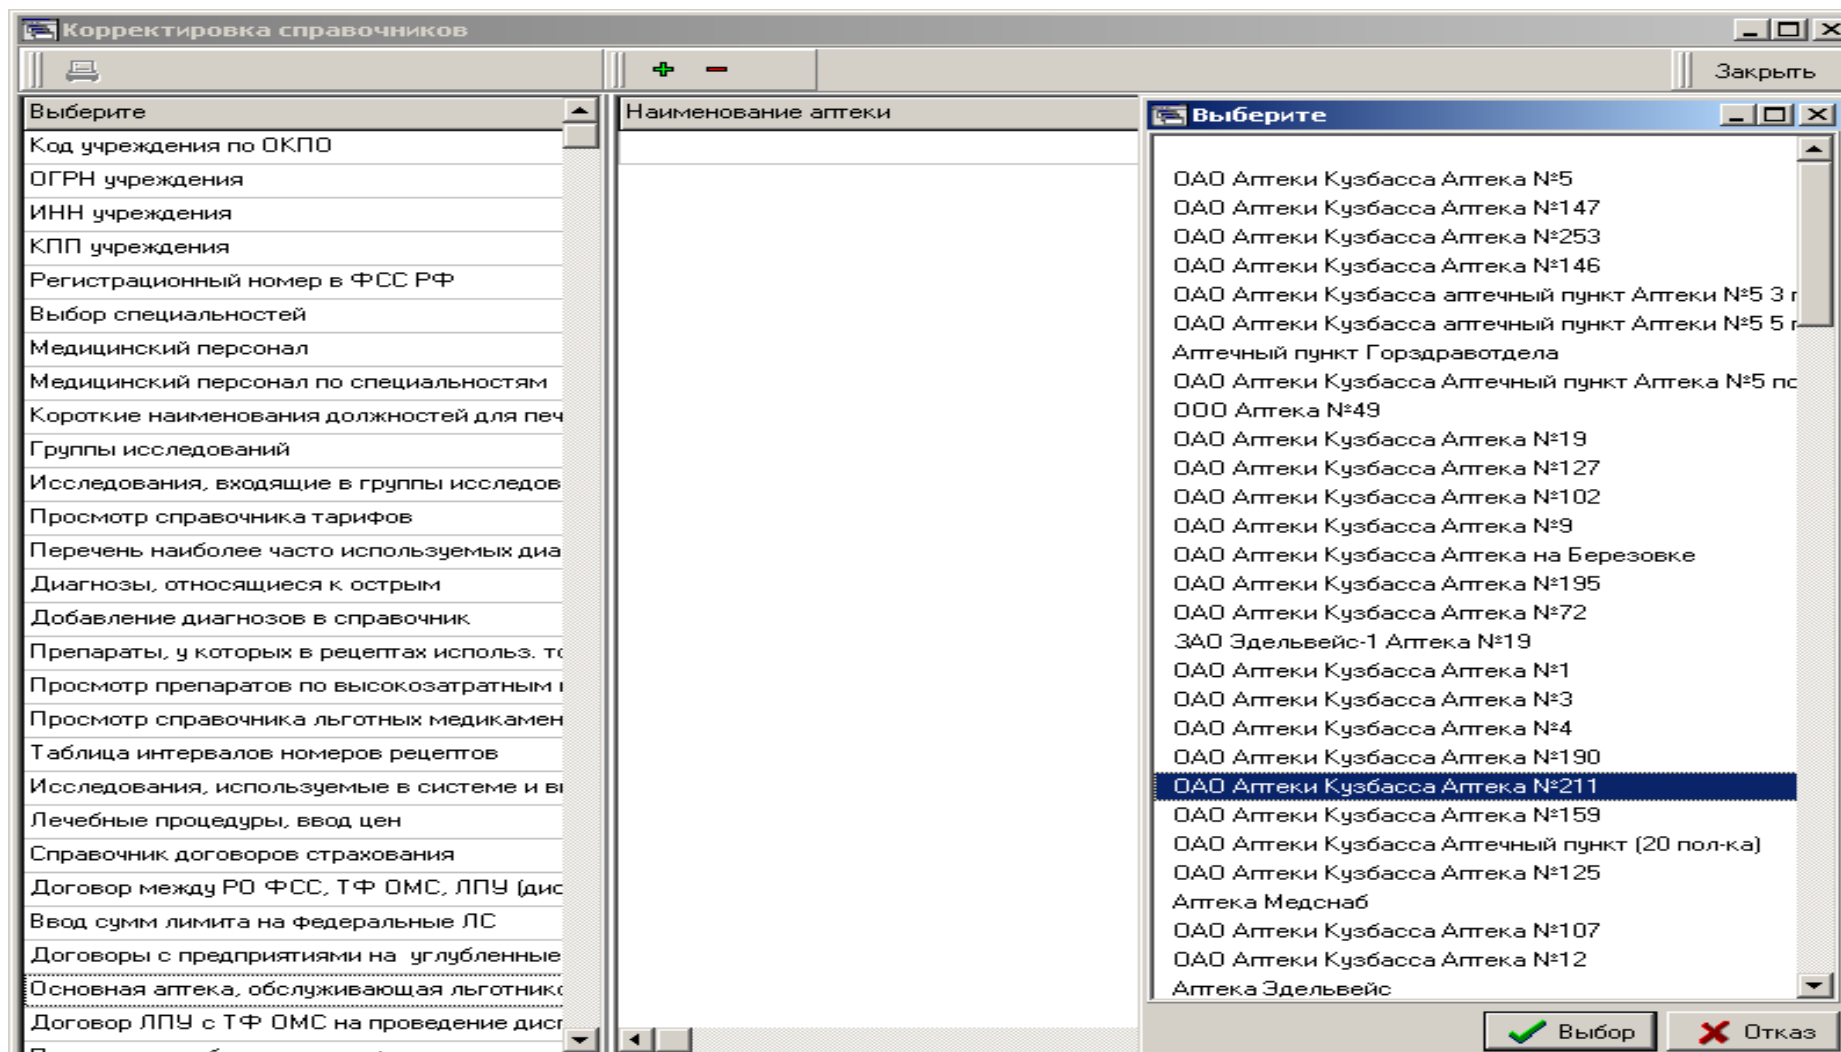 Корректировка справочников
Закрыть
Выберите
Код учреждения по ОКПО
ОГРН учреждения
ИНН учреждения
КПП учреждения
Регистрационный номер в ФСС РФ
Выбор специальностей
Медицинский персонал
Медицинский персонал по специальностям
Короткие наименования должностей для печ
Группы исследований
Исследования, входящие в группы исследов
Просмотр справочника тарифов
Перечень наиболее часто используемых диа
Диагнозы, относящиеся к острым
Добавление диагнозов в справочник
Препараты, у которых в рецептах использ. то
Просмотр препаратов по высокозатратным
Просмотр справочника льготных медикамен
Таблица интервалов номеров рецептов
Исследования, используемые в системе и
Лечебные процедуры, ввод цен
Справочник договоров страхования
Договор между РО ФСС, ТФ ОМС, ЛПУ (дис
Ввод сумм лимита на федеральные ЛС
Договоры с предприятиями на углубленные
Основная аптека, обслуживающая льготнико
Договор ЛПУ с ТФ ОМС на проведение дисп
Наименование аптеки
Выберите
ОАО Аптеки Кузбасса Аптека №5
ОАО Аптеки Кузбасса Аптека №147
ОАО Аптеки Кузбасса Аптека №253
ОАО Аптеки Кузбасса Аптека №146
ОАО Аптеки Кузбасса аптечный пункт Аптеки №5 3 г
ОАО Аптеки Кузбасса аптечный пункт Аптеки №5 5 г
Аптечный пункт Горздравотдела
ОАО Аптеки Кузбасса Аптечный пункт Аптека №5 по
ООО Аптека №49
ОАО Аптеки Кузбасса Аптека №19
ОАО Аптеки Кузбасса Аптека №127
ОАО Аптеки Кузбасса Аптека №102
ОАО Аптеки Кузбасса Аптека №9
ОАО Аптеки Кузбасса Аптека на Березовке
ОАО Аптеки Кузбасса Аптека №195
ОАО Аптеки Кузбасса Аптека №72
ЗАО Эдельвейс-1 Аптека №19
ОАО Аптеки Кузбасса Аптека №1
ОАО Аптеки Кузбасса Аптека №3
ОАО Аптеки Кузбасса Аптека №4
ОАО Аптеки Кузбасса Аптека №190
ОАО Аптеки Кузбасса Аптека №211
ОАО Аптеки Кузбасса Аптека №159
ОАО Аптеки Кузбасса Аптечный пункт (20 пол-ка)
ОАО Аптеки Кузбасса Аптека №125
Аптека Медснаб
ОАО Аптеки Кузбасса Аптека №107
ОАО Аптеки Кузбасса Аптека №12
Аптека Эдельвейс
Выбор
Отказ